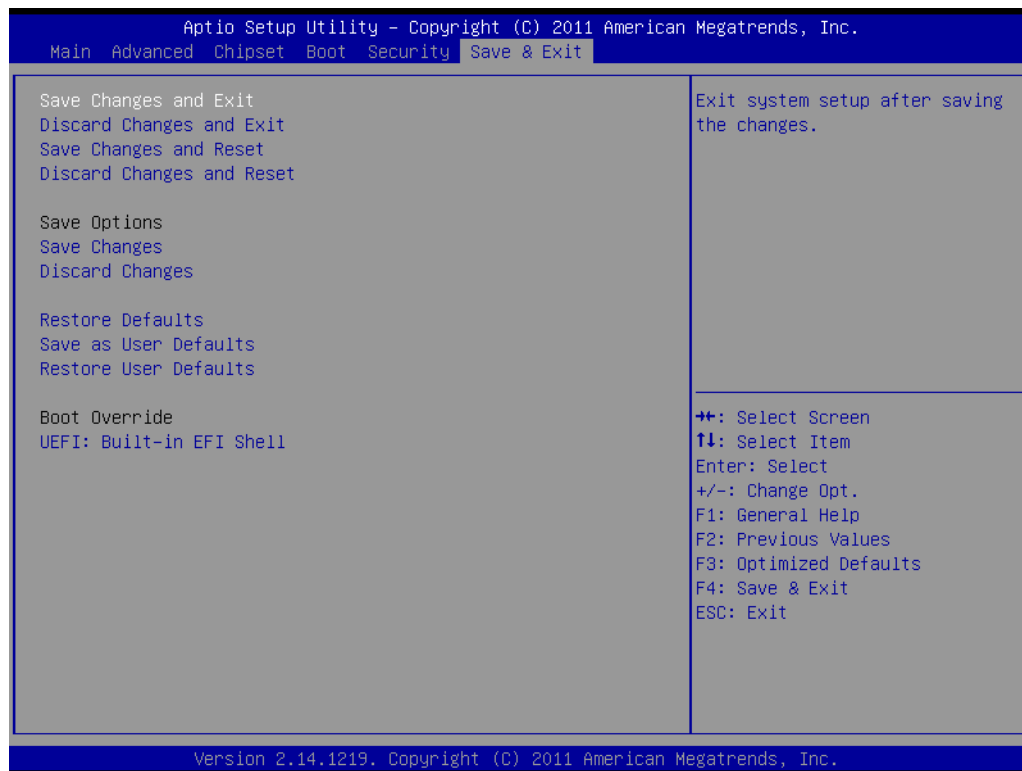 Aptio Setup Utility – Copyright (C) 2011 American Megatrends, Inc.
Main Advanced Chipset Boot Security Save & Exit
Save Changes and Exit
Discard Changes and Exit
Save Changes and Reset
Discard Changes and Reset
Save Options
Save Changes
Discard Changes
Restore Defaults
Save as User Defaults
Restore User Defaults
Boot Override
UEFI: Built-in EFI Shell
Exit system setup after saving
the changes.
→←: Select Screen
↑↓: Select Item
Enter: Select
+/-: Change Opt.
F1: General Help
F2: Previous Values
F3: Optimized Defaults
F4: Save & Exit
ESC: Exit
Version 2.14.1219. Copyright (C) 2011 American Megatrends, Inc.